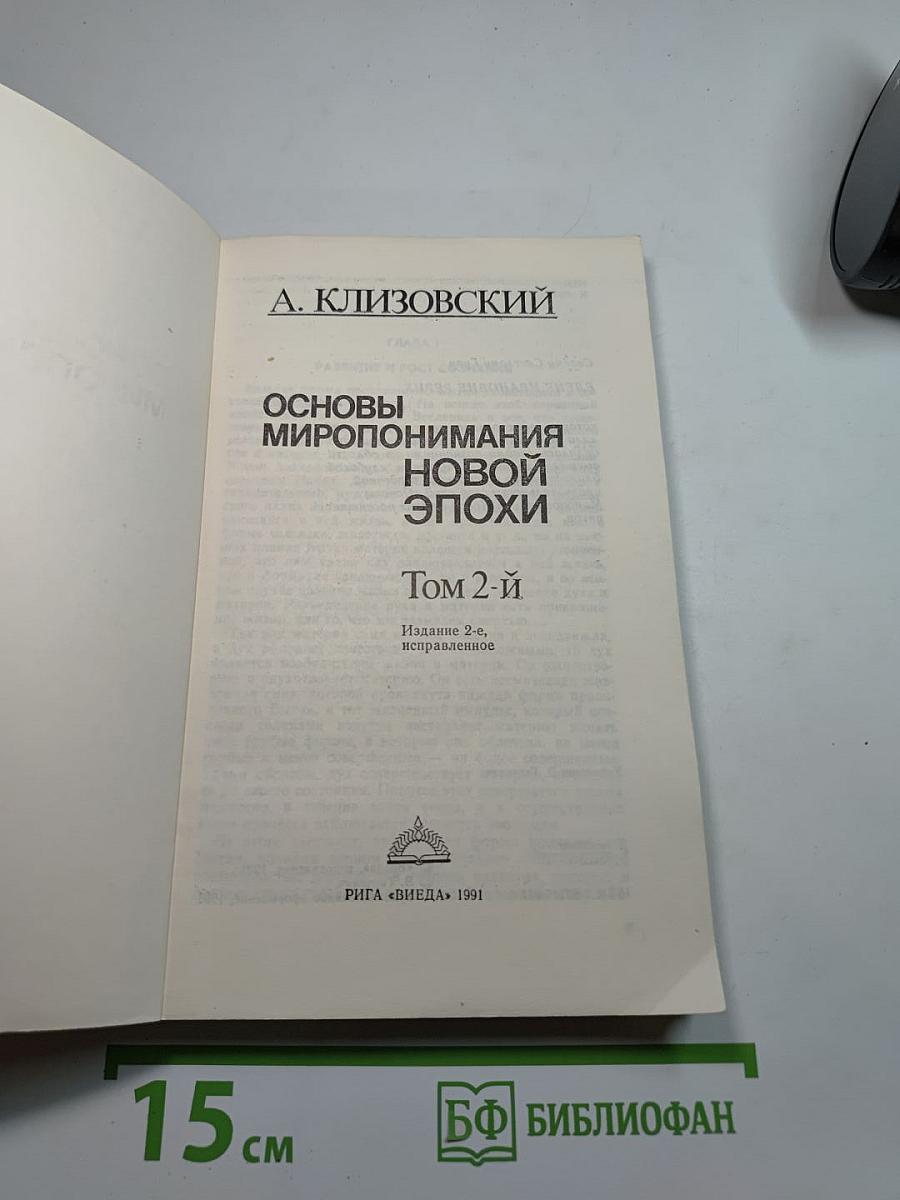 А. КЛИЗОВСКИЙ
ОСНОВЫ
МИРОПОНИМАНИЯ
НОВОЙ
ЭПОХИ
Том 2-й
Издание 2-е,
исправленное
РИГА «ВИЕДА» 1991
15 см
БФ БИБЛИОФАН